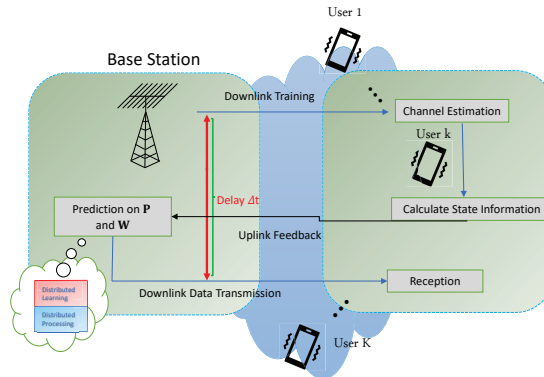 User 1
Base Station
Downlink Training
Channel Estimation
User k
Delay Δt
Prediction on P
and W
Calculate State Information
Uplink Feedback
Distributed
Learning
Distributed
Processing
Downlink Data Transmission
Reception
User K